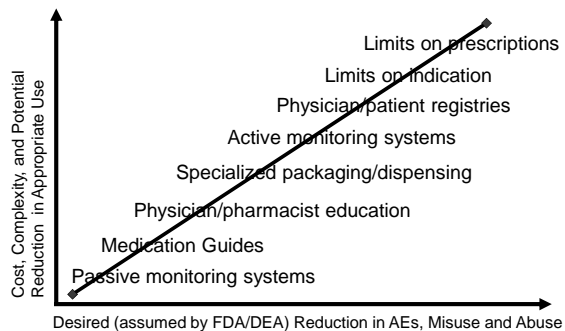 Limits on prescriptions
Limits on indication
Physician/patient registries
Active monitoring systems
Specialized packaging/dispensing
Physician/pharmacist education
Medication Guides
Passive monitoring systems
Cost, Complexity, and Potential
Reduction in Appropriate Use
Desired (assumed by FDA/DEA) Reduction in AEs, Misuse and Abuse